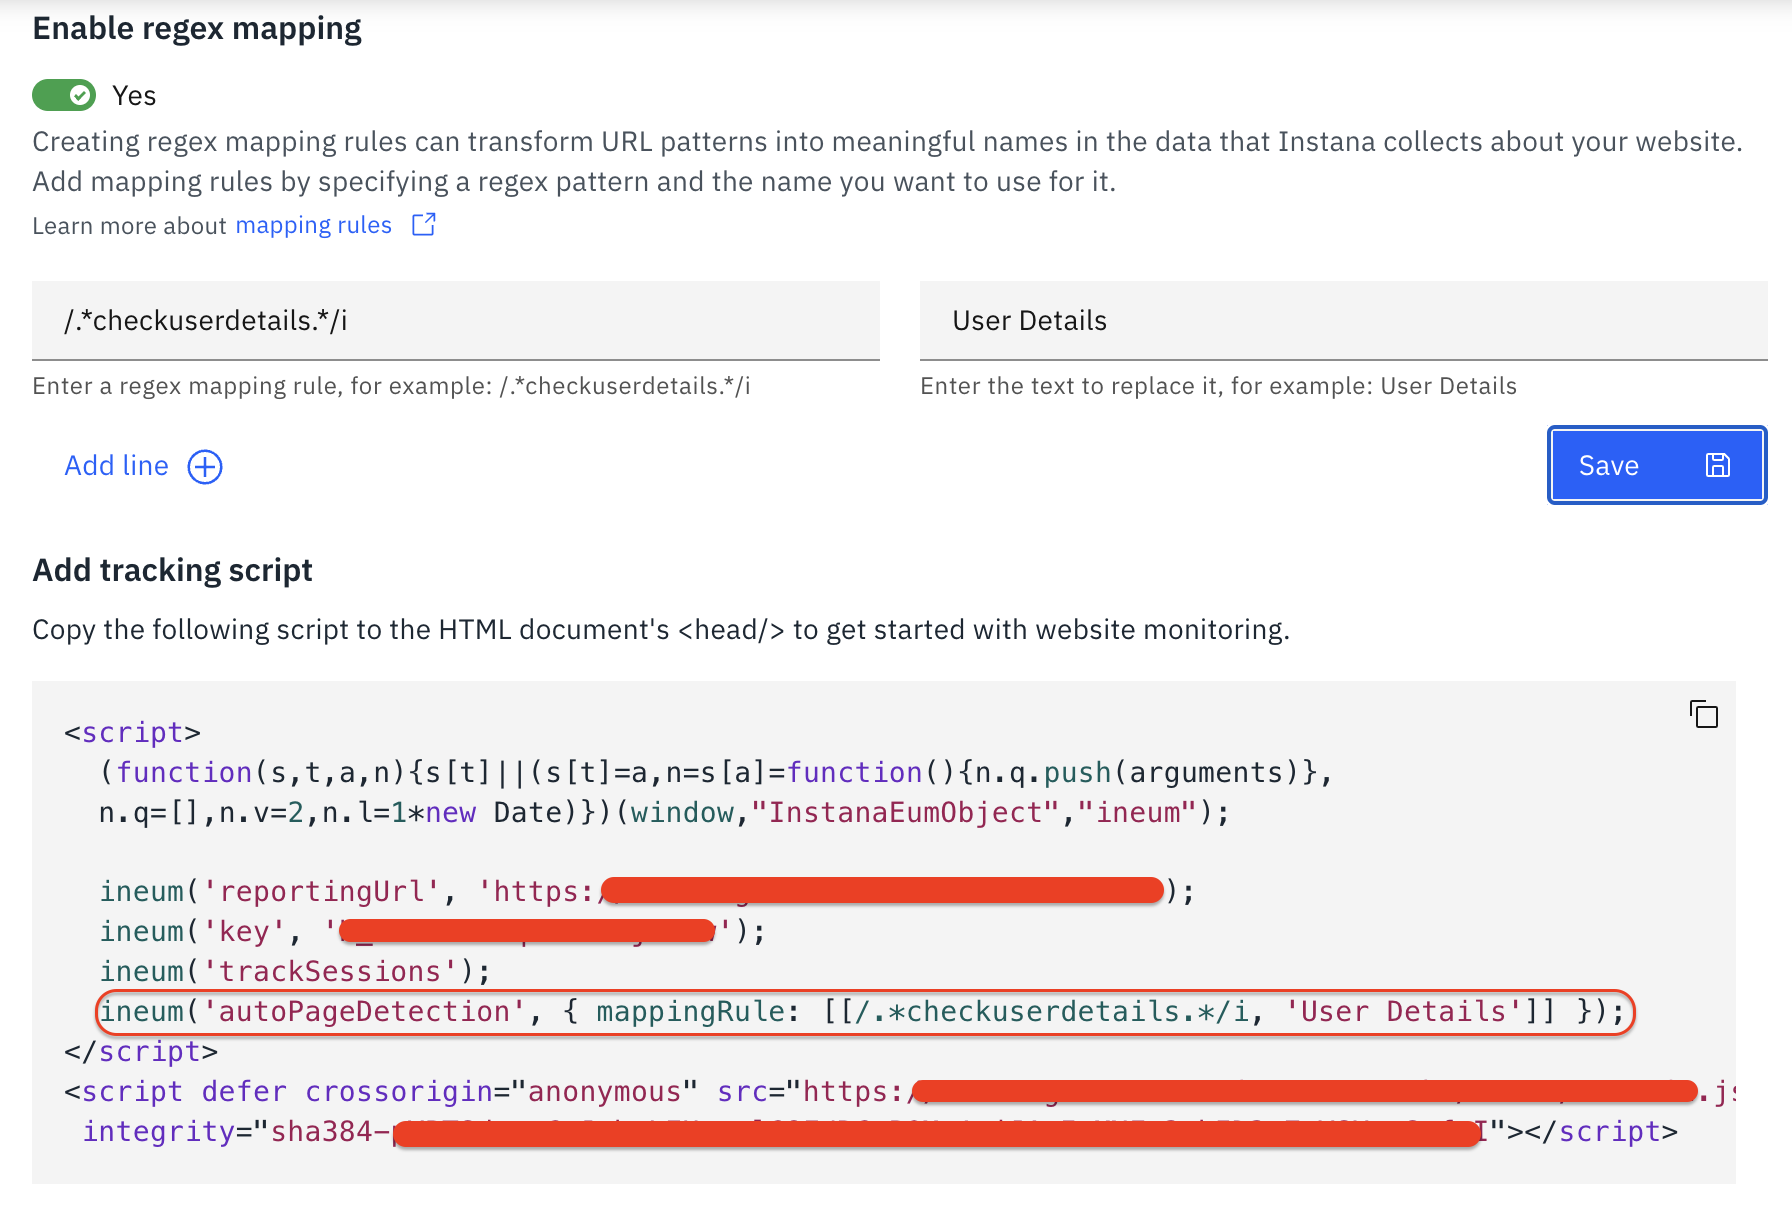 Enable regex mapping
Yes
Creating regex mapping rules can transform URL patterns into meaningful names in the data that Instana collects about your website.
Add mapping rules by specifying a regex pattern and the name you want to use for it.
Learn more about mapping rules
/.*checkuserdetails.*/i
User Details
Enter a regex mapping rule, for example: /.*checkuserdetails.*/i
Enter the text to replace it, for example: User Details
Add line
Save
Add tracking script
Copy the following script to the HTML document's <head/> to get started with website monitoring.
<script>
(function(s,t,a,n){s[t]||(s[t]=a,n=s[a]=function(){n.q.push(arguments)},
n.q=[],n.v=2,n.l=1*new Date)})(window,"InstanaEumObject","ineum");
ineum('reportingUrl', 'https:/ );
ineum('key', ' ');
ineum('trackSessions');
ineum('autoPageDetection', { mappingRule: [[/.*checkuserdetails.*/i, 'User Details']] });
</script>
<script defer crossorigin="anonymous" src="https:/ .js
integrity="sha384- I"></script>